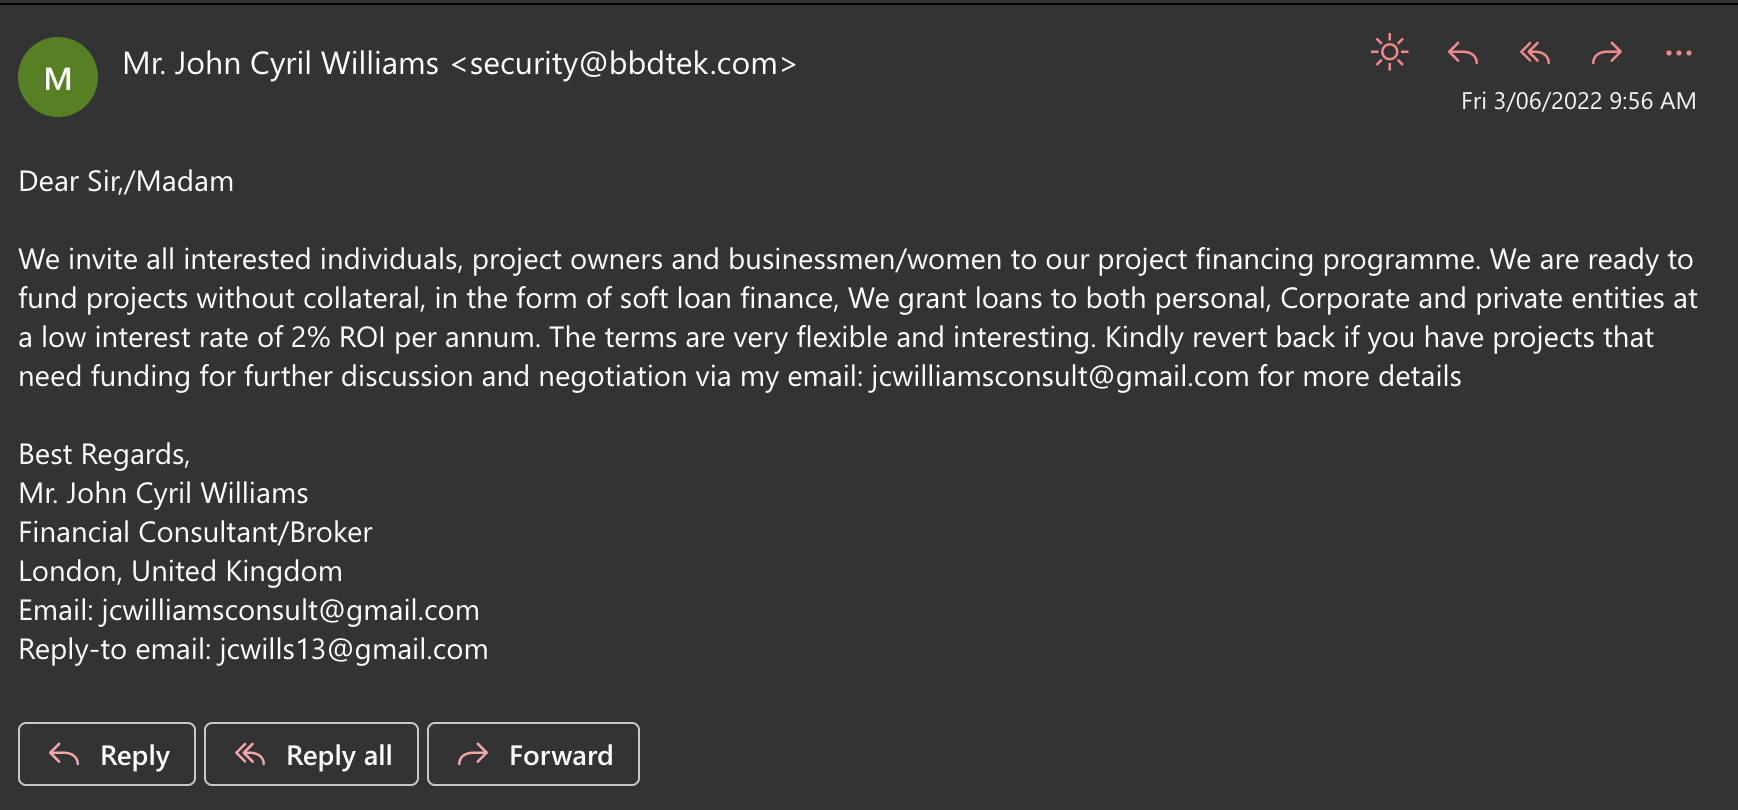 M
Mr. John Cyril Williams <security@bbdtek.com>
Fri 3/06/2022 9:56 AM
Dear Sir,/Madam
We invite all interested individuals, project owners and businessmen/women to our project financing programme. We are ready to
fund projects without collateral, in the form of soft loan finance, We grant loans to both personal, Corporate and private entities at
a low interest rate of 2% ROI per annum. The terms are very flexible and interesting. Kindly revert back if you have projects that
need funding for further discussion and negotiation via my email: jcwilliamsconsult@gmail.com for more details
Best Regards,
Mr. John Cyril Williams
Financial Consultant/Broker
London, United Kingdom
Email: jcwilliamsconsult@gmail.com
Reply-to email: jcwills13@gmail.com
Reply Reply all Forward